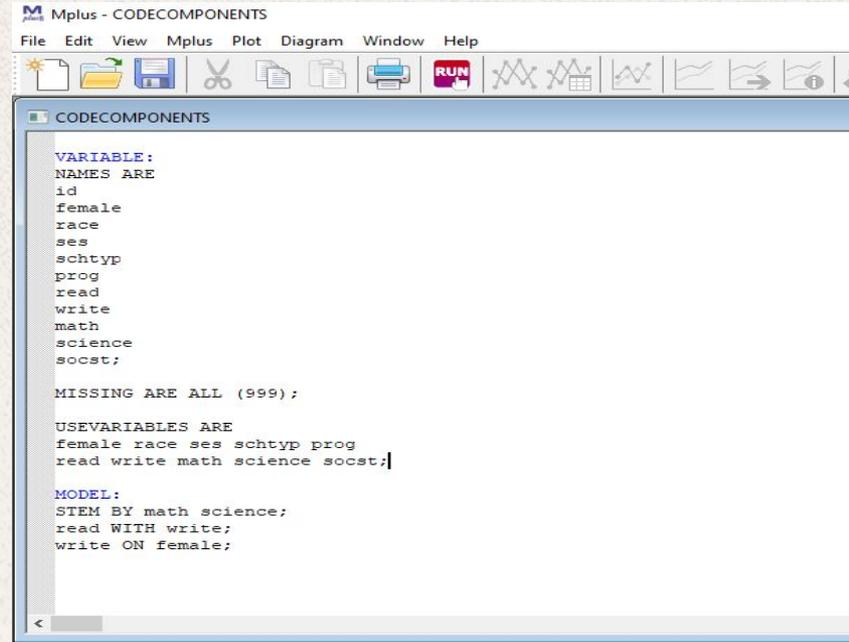 Mplus - CODECOMPONENTS
File Edit View Mplus Plot Diagram Window Help
RUN
CODECOMPONENTS
VARIABLE:
NAMES ARE
id
female
race
ses
schtyp
prog
read
write
math
science
socst;
MISSING ARE ALL (999);
USEVARIABLES ARE
female race ses schtyp prog
read write math science socst;
MODEL:
STEM BY math science;
read WITH write;
write ON female;